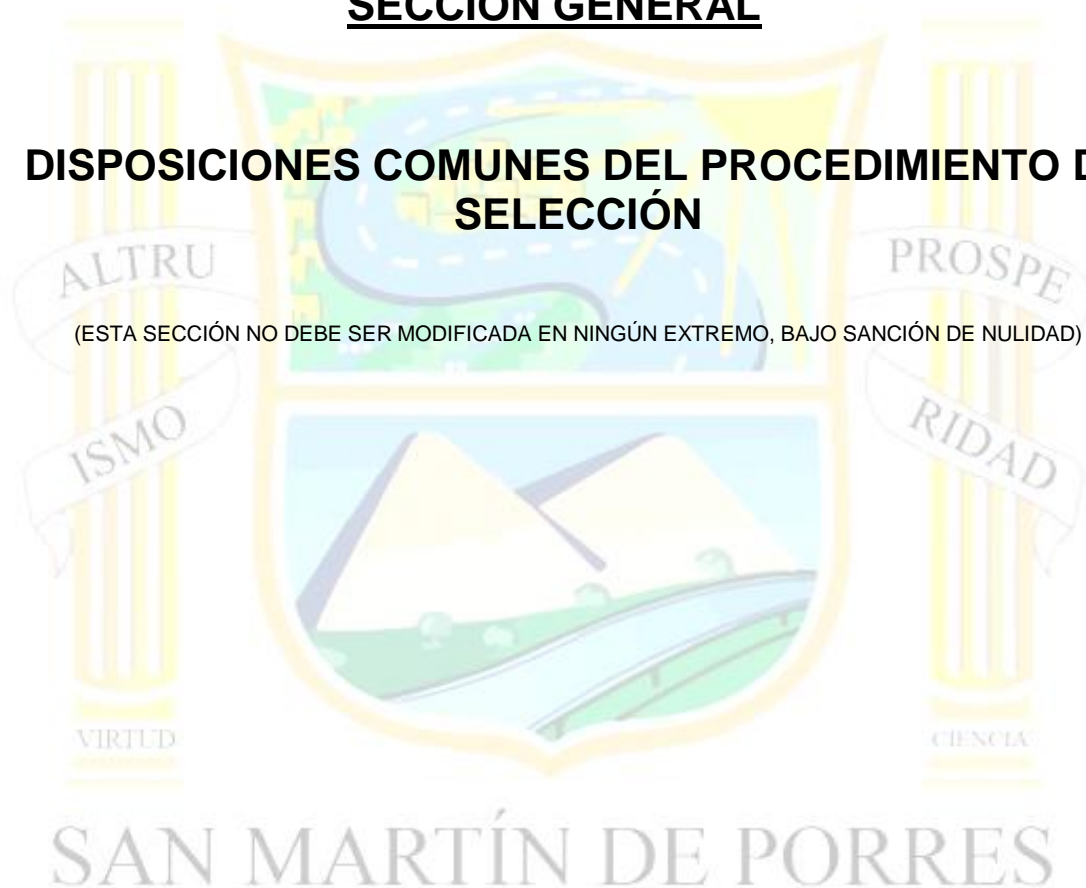 SECCIÓN GENERAL
DISPOSICIONES COMUNES DEL PROCEDIMIENTO
SELECCIÓN
ALTRU
PROSPE
(ESTA SECCIÓN NO DEBE SER MODIFICADA EN NINGÚN EXTREMO, BAJO SANCIÓN DE NULIDAD)
ISMO
RIDAD
VIRTUD
CIENCIA
SAN MARTÍN DE PORRES